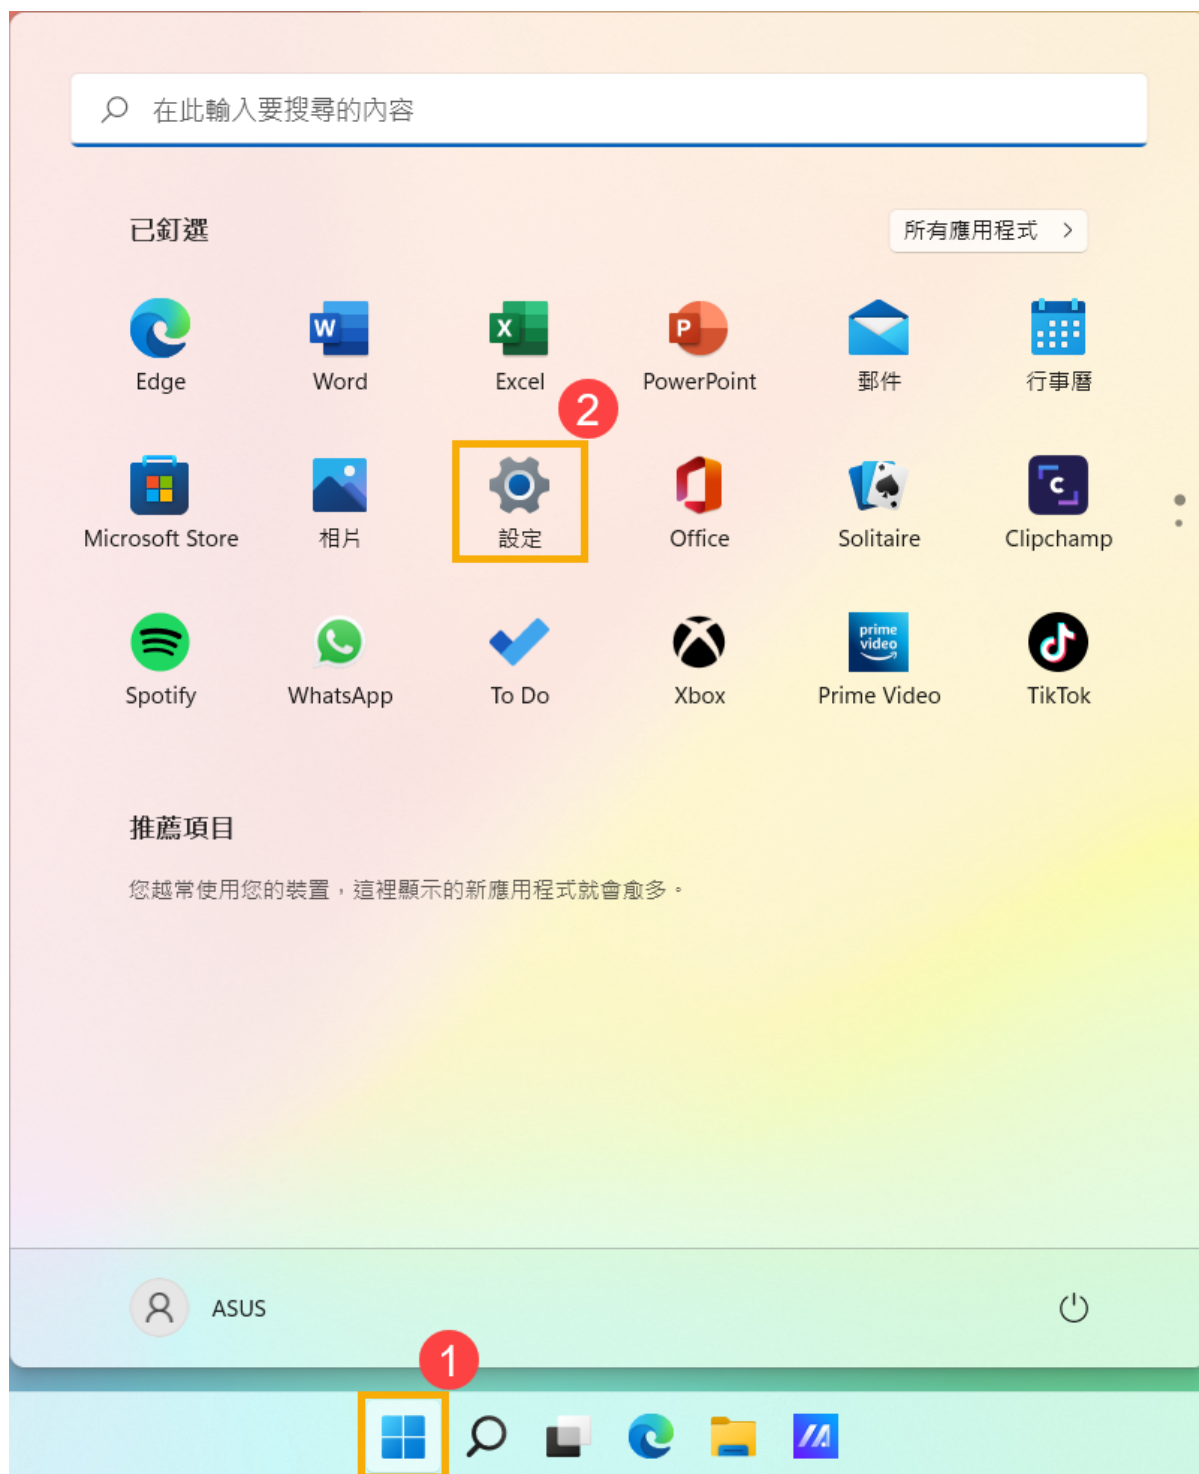 在此輸入要搜尋的內容
已釘選
所有應用程式
Edge
Word
Excel
PowerPoint
郵件
行事曆
2
Microsoft Store
相片
設定
Office
Solitaire
Clipchamp
Spotify
WhatsApp
To Do
Xbox
prime video
Prime Video
TikTok
推薦項目
您越常使用您的裝置，這裡顯示的新應用程式就會愈多。
ASUS
1